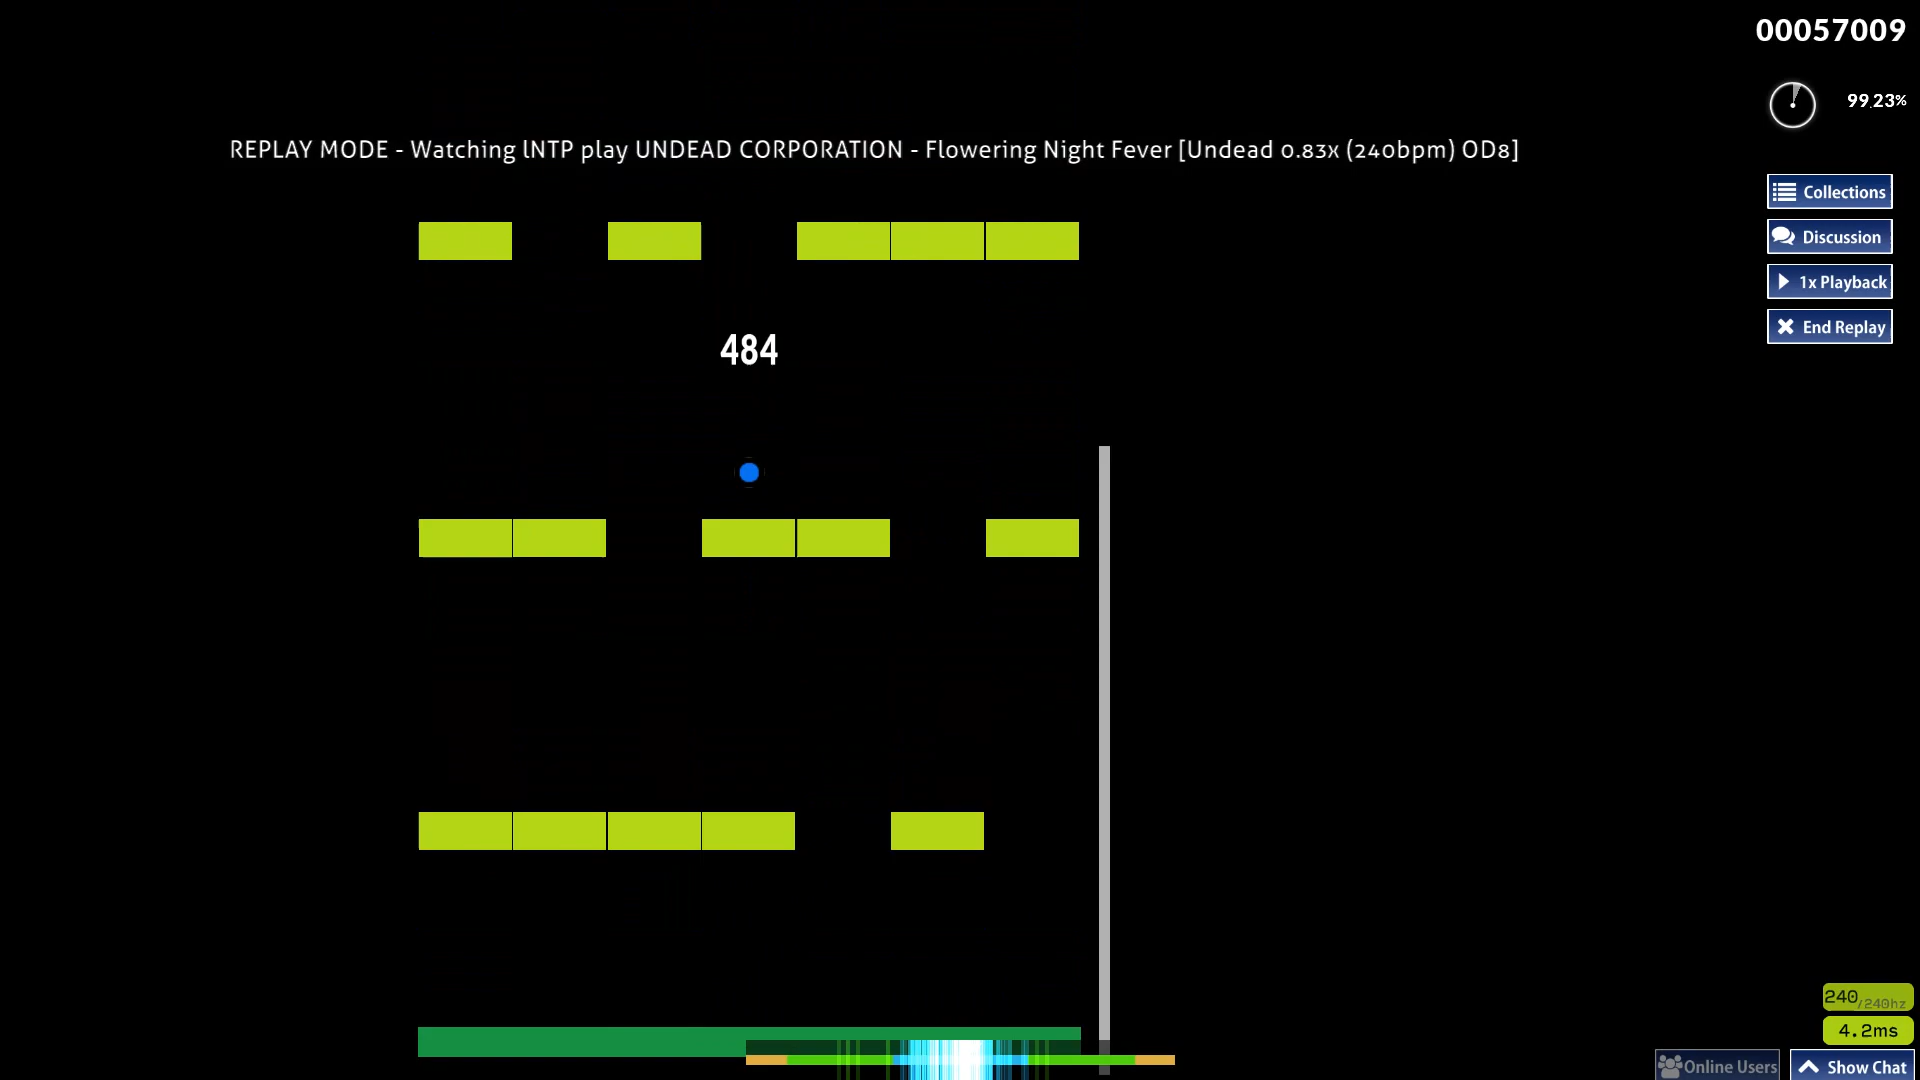 00057009
99.23%
REPLAY MODE - Watching lNTP play UNDEAD CORPORATION - Flowering Night Fever [Undead 0.83x (240bpm) OD8]
Collections
Discussion
1x Playback
End Replay
484
240/240hz
4.2ms
Online Users
Show Chat